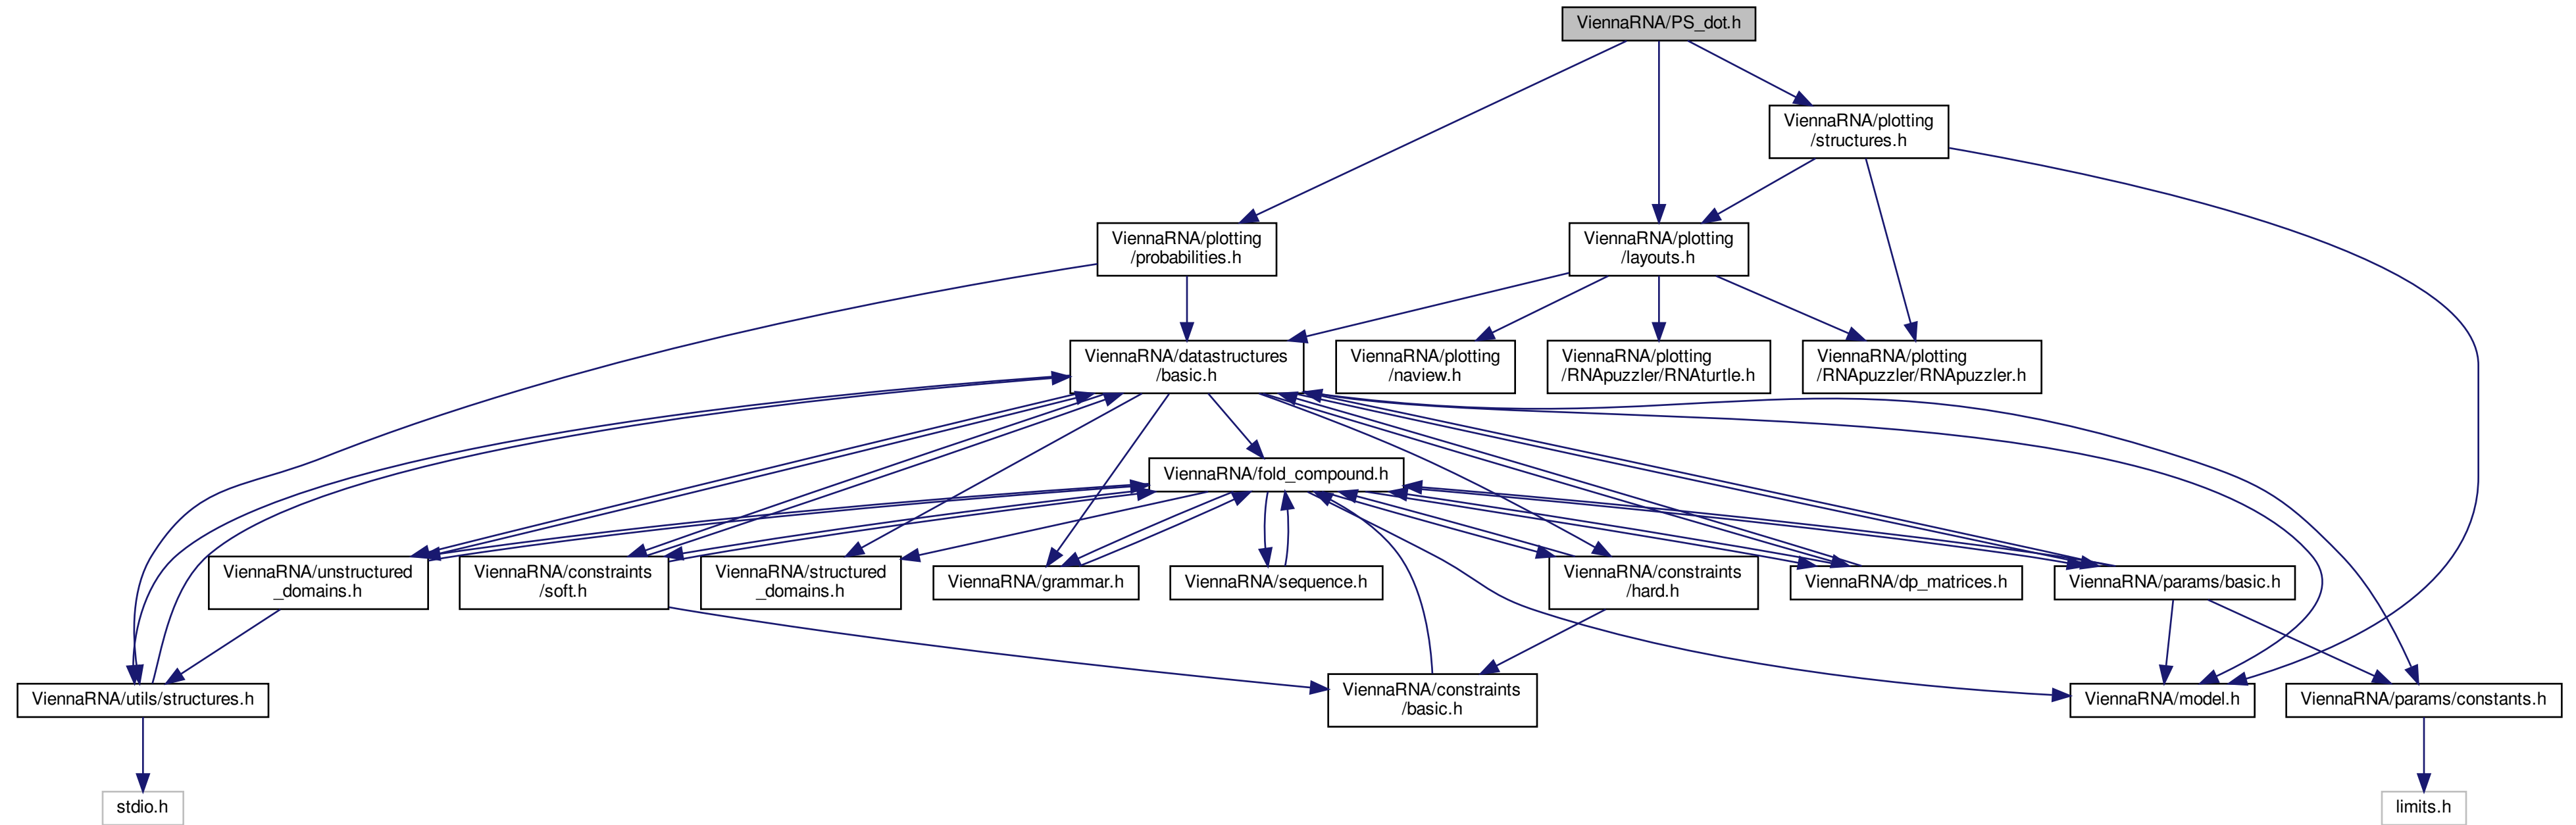 ViennaRNA/PS_dot.h
ViennaRNA/plotting
/structures.h
ViennaRNA/plotting
/probabilities.h
ViennaRNA/plotting
/layouts.h
ViennaRNA/datastructures
/basic.h
ViennaRNA/plotting
/naview.h
ViennaRNA/plotting
/RNApuzzler/RNAturtle.h
ViennaRNA/plotting
/RNApuzzler/RNApuzzler.h
ViennaRNA/fold_compound.h
ViennaRNA/unstructured
_domains.h
ViennaRNA/constraints
/soft.h
ViennaRNA/structured
_domains.h
ViennaRNA/grammar.h
ViennaRNA/sequence.h
ViennaRNA/constraints
/hard.h
ViennaRNA/dp_matrices.h
ViennaRNA/params/basic.h
ViennaRNA/utils/structures.h
ViennaRNA/constraints
/basic.h
ViennaRNA/model.h
ViennaRNA/params/constants.h
stdio.h
limits.h